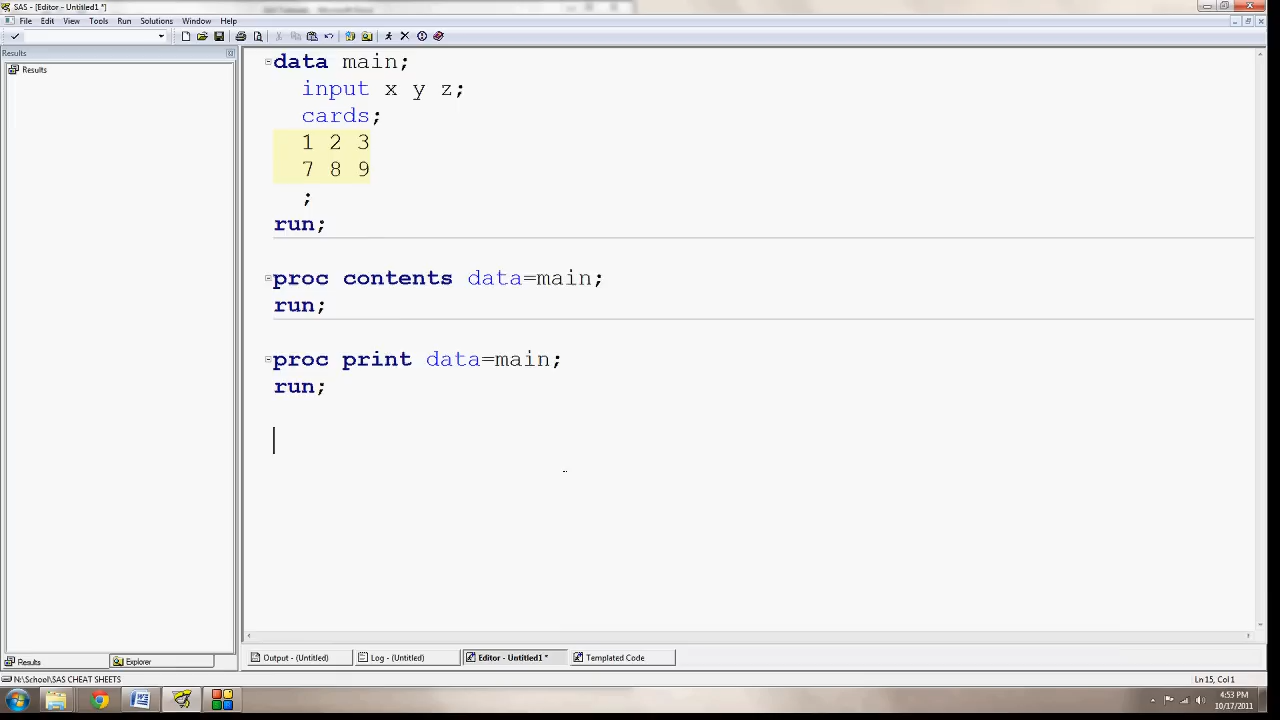 SAS - [Editor - Untitled1 *]
File Edit View Tools Run Solutions Window Help
Results
Results
data main;
input x y z;
cards;
1 2 3
7 8 9
;
run;
proc contents data=main;
run;
proc print data=main;
run;
Results
Explorer
Output - (Untitled)
Log - (Untitled)
Editor - Untitled1 *
Templated Code
N:\School\SAS CHEAT SHEETS
Ln 15, Col 1
4:53 PM
10/17/2011